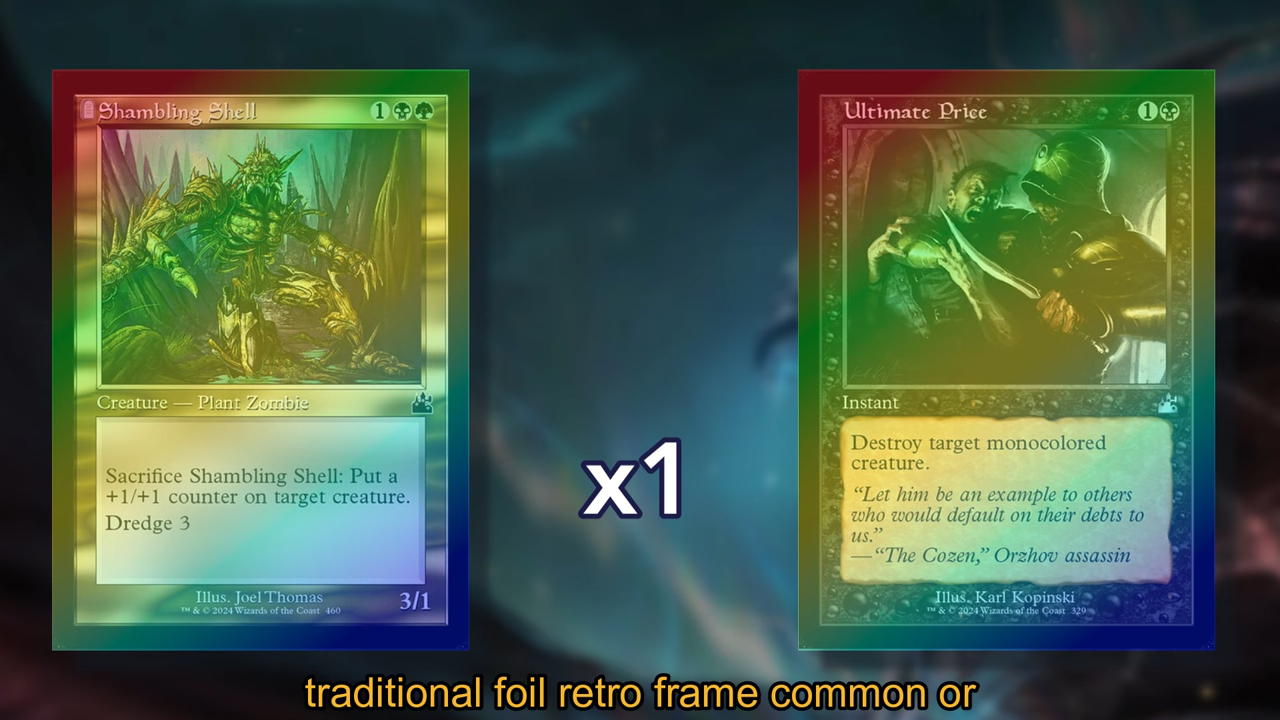 Shambling Shell 1
Creature — Plant Zombie
Sacrifice Shambling Shell: Put a
+1/+1 counter on target creature.
Dredge 3
Illus. Joel Thomas
™ & © 2024 Wizards of the Coast 460
3/1
x1
Ultimate Price 1
Instant
Destroy target monocolored
creature.
“Let him be an example to others
who would default on their debts to
us.”
—“The Cozen,” Orzhov assassin
Illus. Karl Kopinski
™ & © 2024 Wizards of the Coast 329
traditional foil retro frame common or